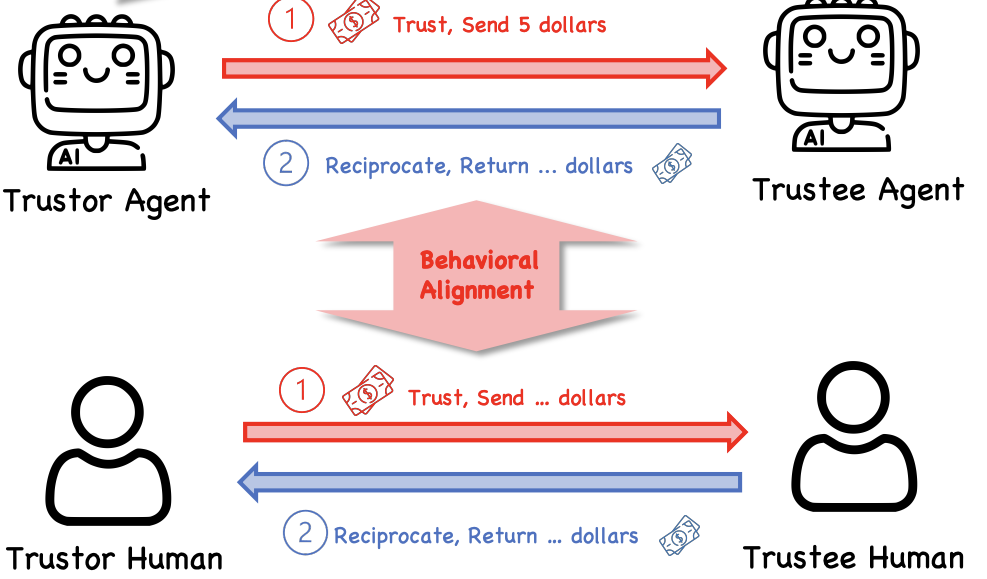 1 Trust, Send 5 dollars
2 Reciprocate, Return ... dollars
AI
AI
Trustor Agent
Trustee Agent
Behavioral
Alignment
1 Trust, Send ... dollars
2 Reciprocate, Return ... dollars
Trustor Human
Trustee Human